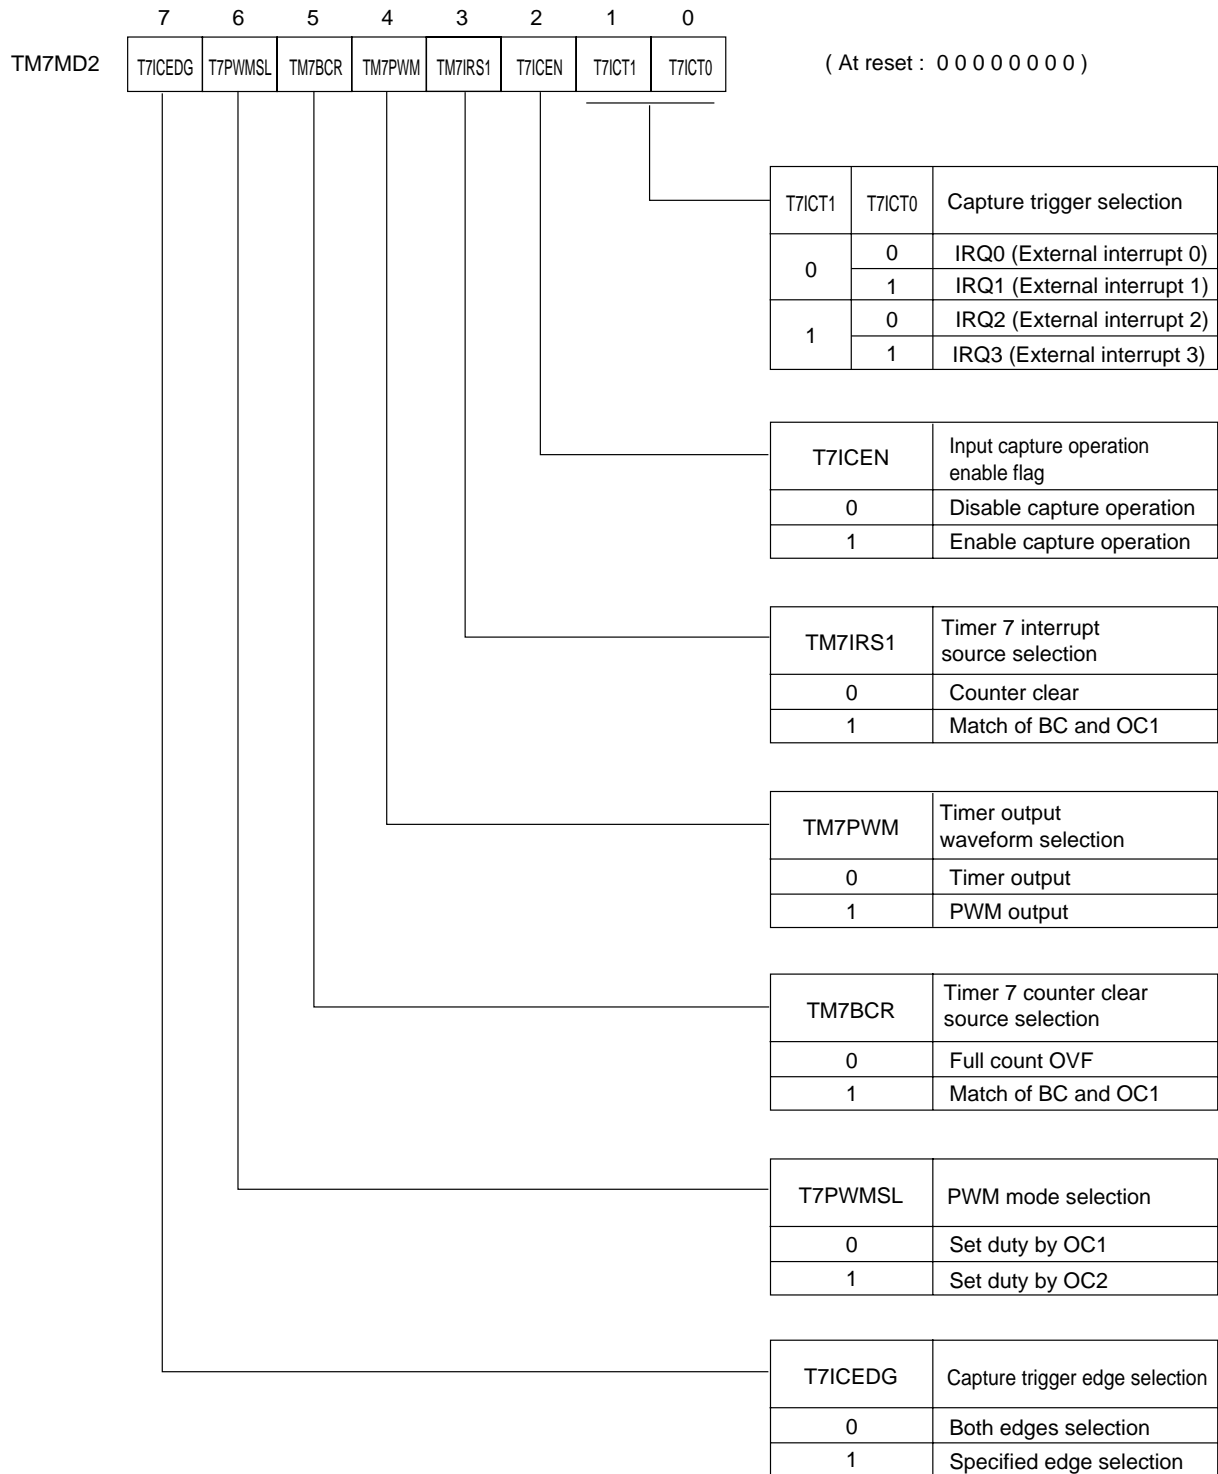 7 6 5 4 3 2 1 0
TM7MD2 T7ICEDG T7PWMSL TM7BCR TM7PWM TM7IRS1 T7ICEN T7ICT1 T7ICT0 ( At reset : 0 0 0 0 0 0 0 0 )
T7ICT1 T7ICT0 Capture trigger selection
0 0 IRQ0 (External interrupt 0)
1 IRQ1 (External interrupt 1)
1 0 IRQ2 (External interrupt 2)
1 IRQ3 (External interrupt 3)
T7ICEN Input capture operation
enable flag
0 Disable capture operation
1 Enable capture operation
TM7IRS1 Timer 7 interrupt
source selection
0 Counter clear
1 Match of BC and OC1
TM7PWM Timer output
waveform selection
0 Timer output
1 PWM output
TM7BCR Timer 7 counter clear
source selection
0 Full count OVF
1 Match of BC and OC1
T7PWMSL PWM mode selection
0 Set duty by OC1
1 Set duty by OC2
T7ICEDG Capture trigger edge selection
0 Both edges selection
1 Specified edge selection